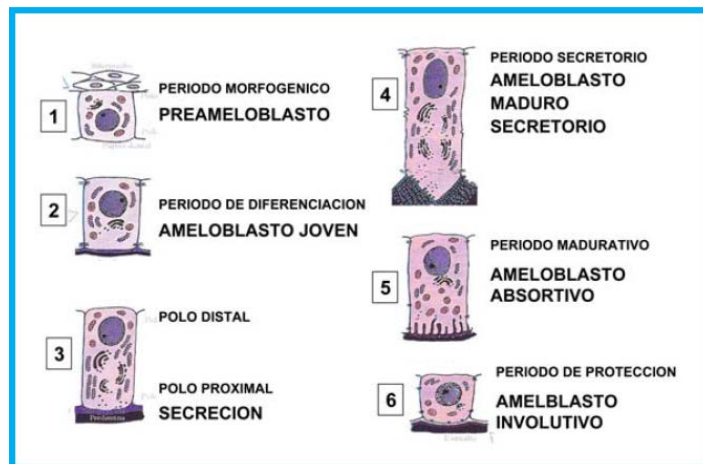 1
PERIODO MORFOGENICO
PREAMELOBLASTO
2
PERIODO DE DIFERENCIACION
AMELOBLASTO JOVEN
3
POLO DISTAL
POLO PROXIMAL
SECRECION
4
PERIODO SECRETORIO
AMELOBLASTO
MADURO
SECRETORIO
5
PERIODO MADURATIVO
AMELOBLASTO
ABSORTIVO
6
PERIODO DE PROTECCION
AMELBLASTO
INVOLUTIVO